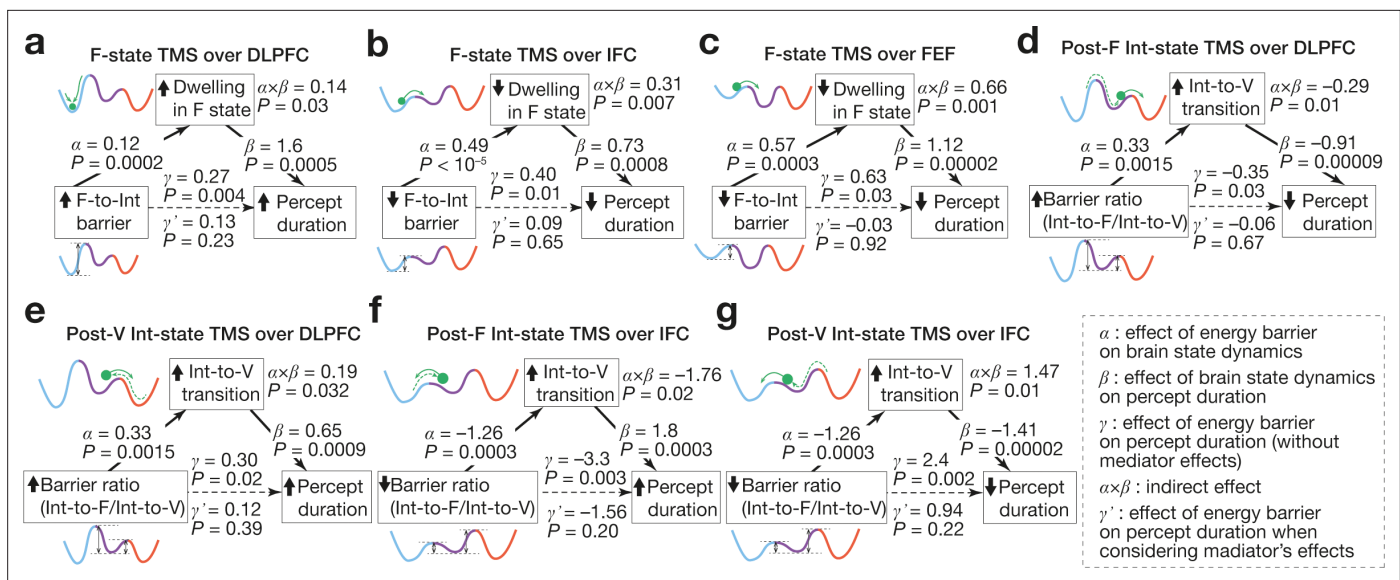 a
F-state TMS over DLPFC
Dwelling
in F state
α×β = 0.14
P = 0.03
α = 0.12
P = 0.0002
β = 1.6
P = 0.0005
γ = 0.27
P = 0.004
F-to-Int
barrier
Percept
duration
γ' = 0.13
P = 0.23
b
F-state TMS over IFC
Dwelling
in F state
α×β = 0.31
P = 0.007
α = 0.49
P < 10⁻⁵
β = 0.73
P = 0.0008
γ = 0.40
P = 0.01
F-to-Int
barrier
Percept
duration
γ' = 0.09
P = 0.65
c
F-state TMS over FEF
Dwelling
in F state
α×β = 0.66
P = 0.001
α = 0.57
P = 0.0003
β = 1.12
P = 0.00002
γ = 0.63
P = 0.03
F-to-Int
barrier
Percept
duration
γ' = –0.03
P = 0.92
d
Post-F Int-state TMS over DLPFC
Int-to-V
transition
α×β = –0.29
P = 0.01
α = 0.33
P = 0.0015
β = –0.91
P = 0.00009
γ = –0.35
P = 0.03
Barrier ratio
(Int-to-F/Int-to-V)
Percept
duration
γ' = –0.06
P = 0.67
e
Post-V Int-state TMS over DLPFC
Int-to-V
transition
α×β = 0.19
P = 0.032
α = 0.33
P = 0.0015
β = 0.65
P = 0.0009
γ = 0.30
P = 0.02
Barrier ratio
(Int-to-F/Int-to-V)
Percept
duration
γ' = 0.12
P = 0.39
f
Post-F Int-state TMS over IFC
Int-to-V
transition
α×β = –1.76
P = 0.02
α = –1.26
P = 0.0003
β = 1.8
P = 0.0003
γ = –3.3
P = 0.003
Barrier ratio
(Int-to-F/Int-to-V)
Percept
duration
γ' = –1.56
P = 0.20
g
Post-V Int-state TMS over IFC
Int-to-V
transition
α×β = 1.47
P = 0.01
α = –1.26
P = 0.0003
β = –1.41
P = 0.00002
γ = 2.4
P = 0.002
Barrier ratio
(Int-to-F/Int-to-V)
Percept
duration
γ' = 0.94
P = 0.22
α : effect of energy barrier
on brain state dynamics
β : effect of brain state dynamics
on percept duration
γ : effect of energy barrier
on percept duration (without
mediator effects)
α×β : indirect effect
γ' : effect of energy barrier
on percept duration when
considering madiator's effects